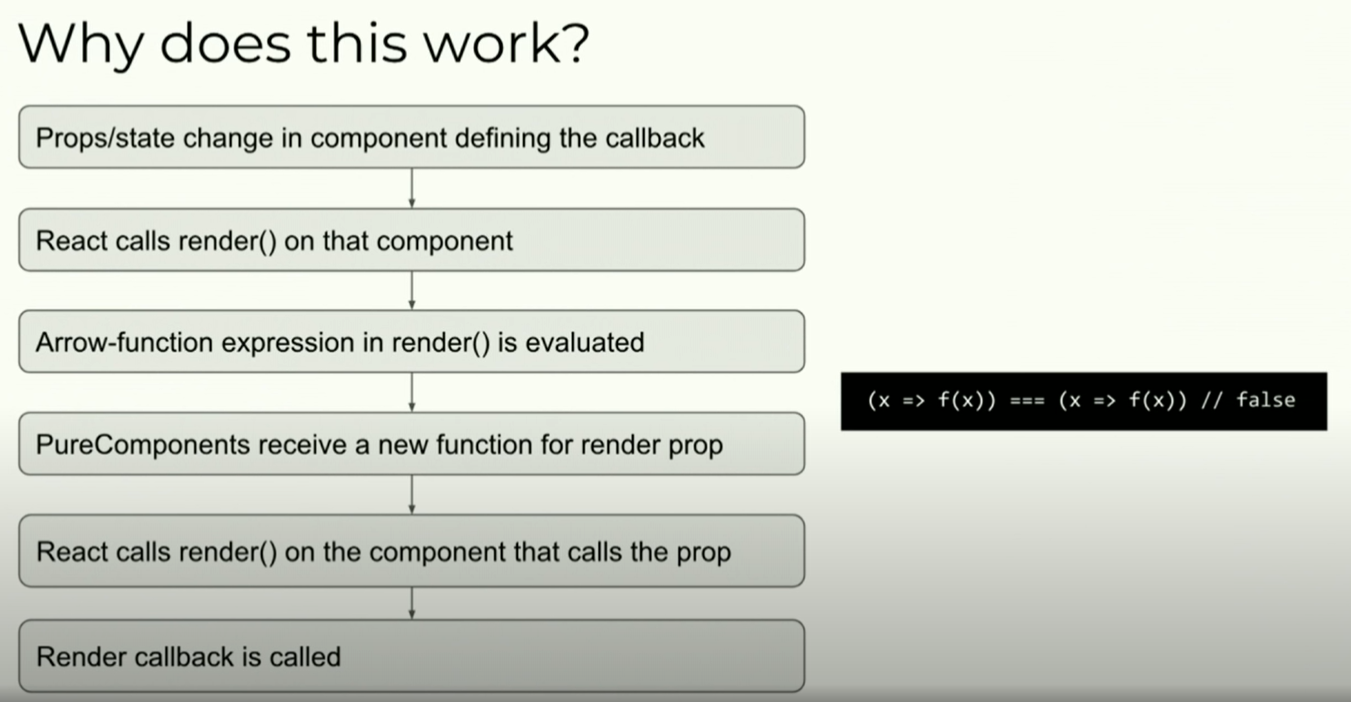 Why does this work?
Props/state change in component defining the callback
React calls render() on that component
Arrow-function expression in render() is evaluated
(x => f(x)) === (x => f(x)) // false
PureComponents receive a new function for render prop
React calls render() on the component that calls the prop
Render callback is called